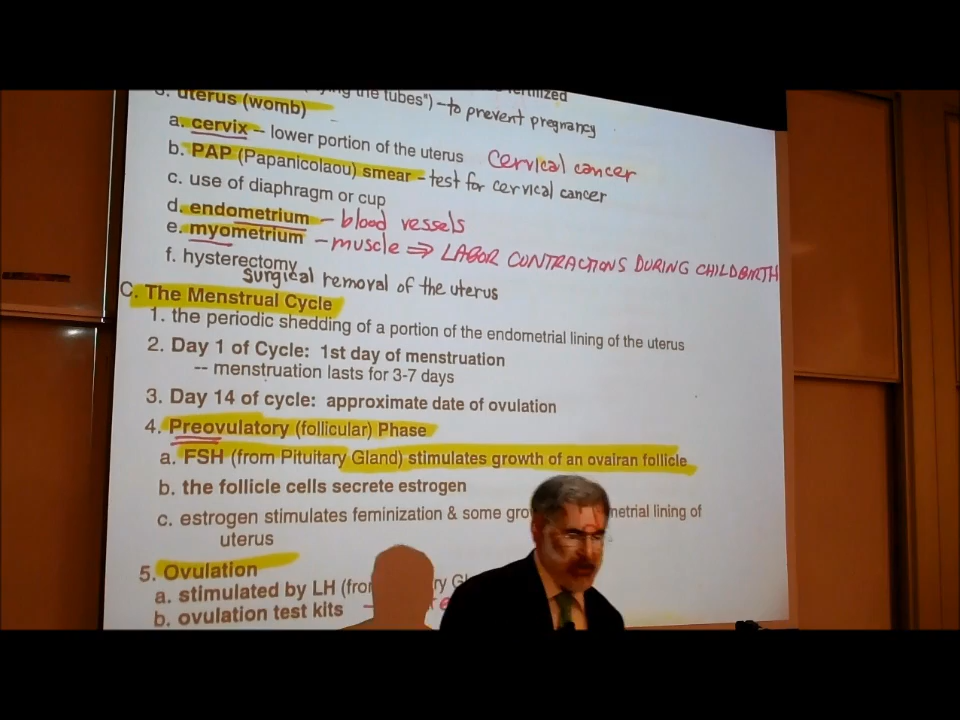 ing the tubes") – to prevent pregnancy
uterus (womb)
a. cervix – lower portion of the uterus Cervical cancer
b. PAP (Papanicolaou) smear – test for cervical cancer
c. use of diaphragm or cup
d. endometrium – blood vessels
e. myometrium – muscle ⇒ LABOR CONTRACTIONS DURING CHILDBIRTH
f. hysterectomy
Surgical removal of the uterus
C. The Menstrual Cycle
1. the periodic shedding of a portion of the endometrial lining of the uterus
2. Day 1 of Cycle: 1st day of menstruation
-- menstruation lasts for 3-7 days
3. Day 14 of cycle: approximate date of ovulation
4. Preovulatory (follicular) Phase
a. FSH (from Pituitary Gland) stimulates growth of an ovairan follicle
b. the follicle cells secrete estrogen
c. estrogen stimulates feminization & some metrial lining of
uterus
5. Ovulation
a. stimulated by LH
b. ovulation test kits